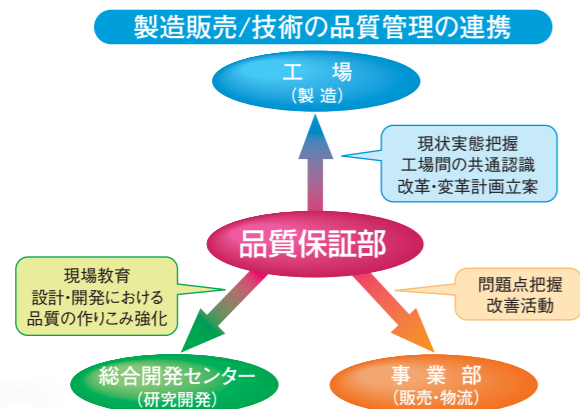 製造販売/技術の品質管理の連携
工 場
(製 造)
現状実態把握
工場間の共通認識
改革・変革計画立案
品質保証部
現場教育
設計・開発における
品質の作りこみ強化
問題点把握
改善活動
総合開発センター
(研究開発)
事 業 部
(販売・物流)